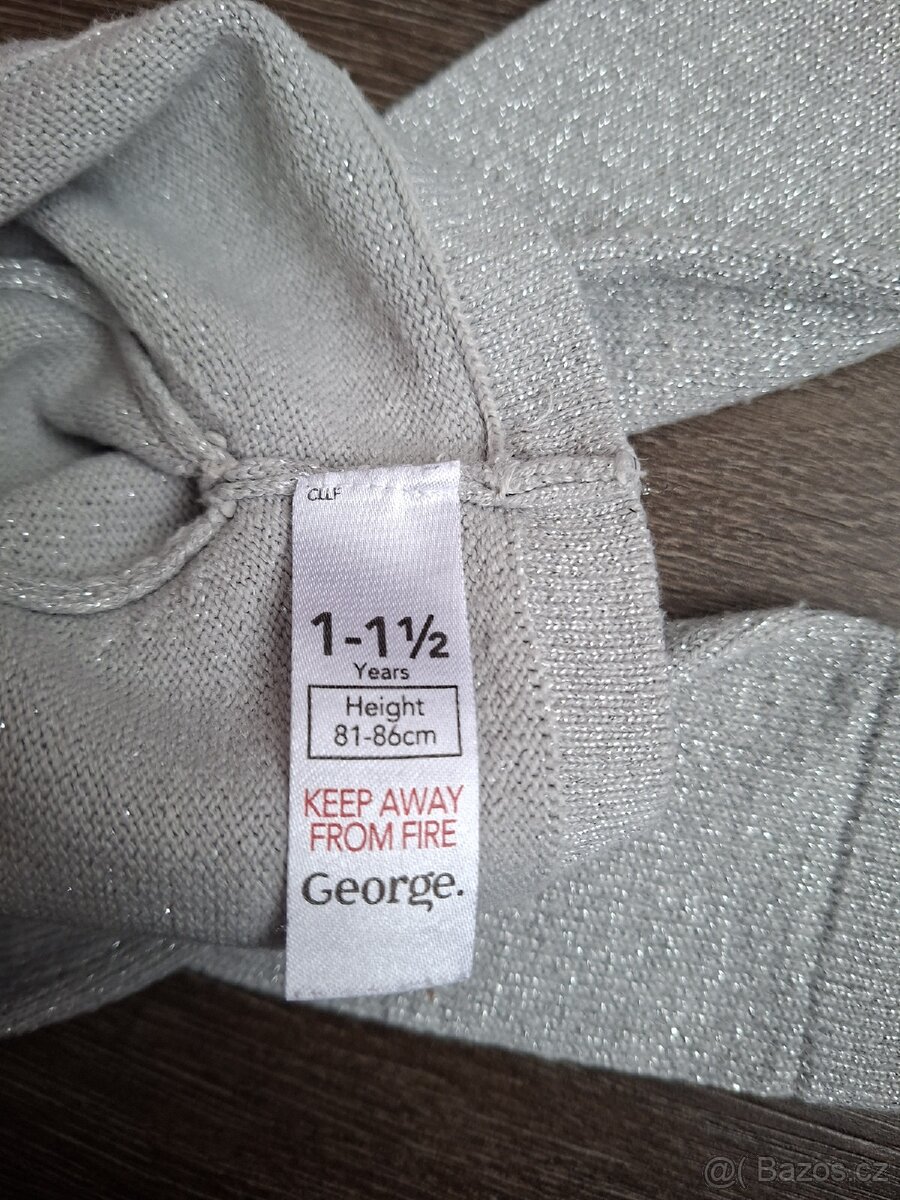 CLLF
1-1½
Years
Height
81-86cm
KEEP AWAY
FROM FIRE
George.
@( Bazos.cz